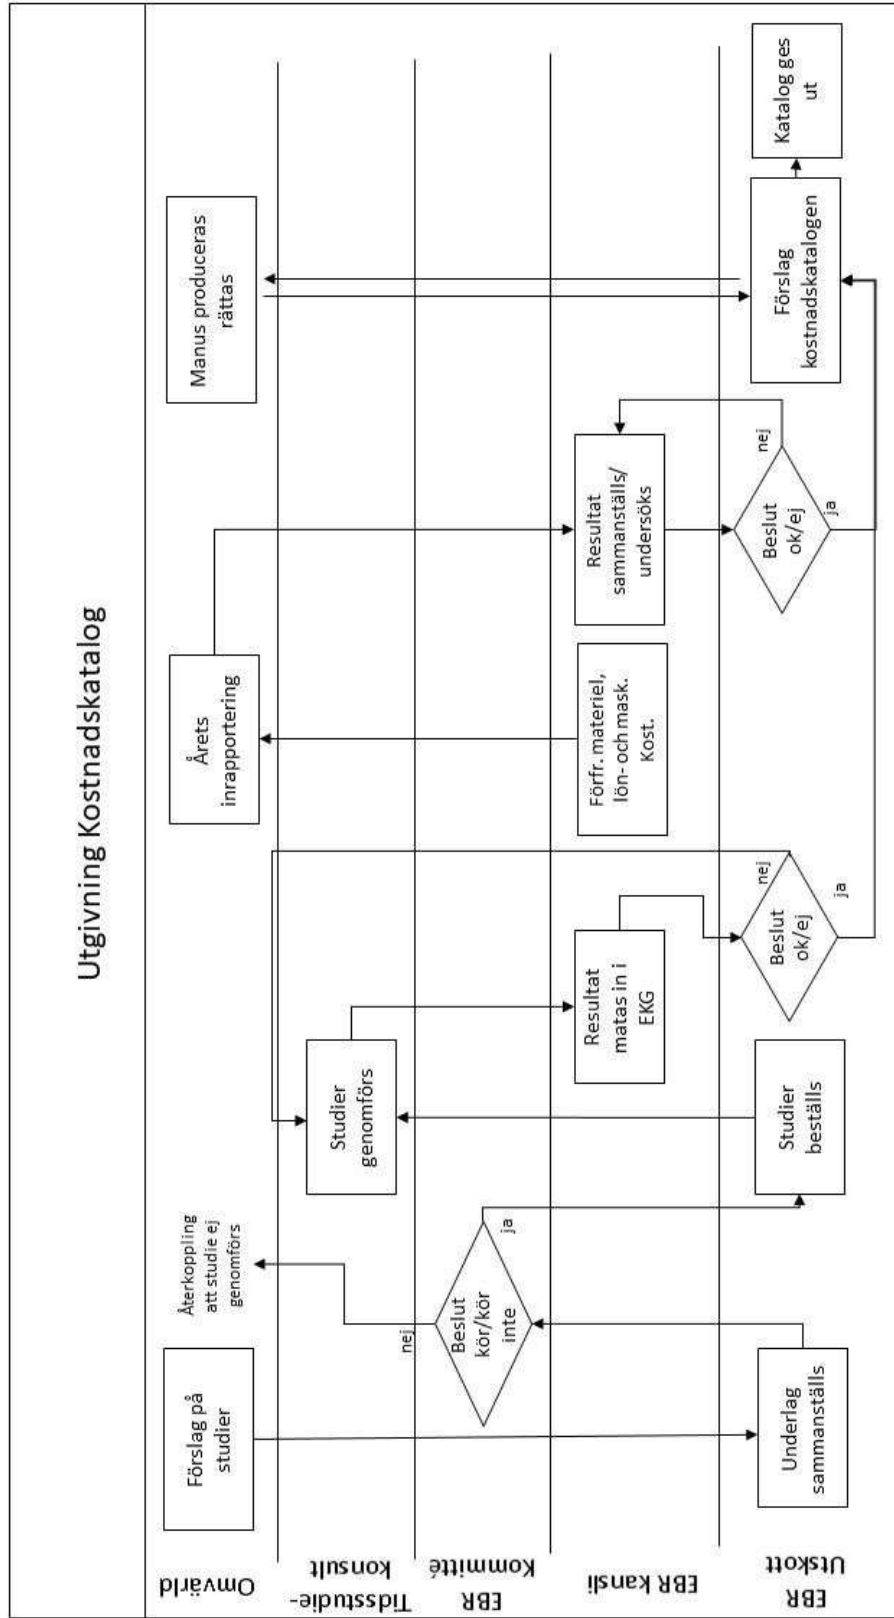 Utgivning Kostnadskatalog
Omvärld
Förslag på
studier
Återkoppling
att studie ej
genomförs
Årets
inrapportering
Manus produceras
rättas
Tidsstudie-
konsult
Studier
genomförs
EBR
Kommitté
Beslut
kör/kör
inte
nej
ja
EBR kansli
Resultat
matas in i
EKG
Förfr. materiel,
lön- och mask.
Kost.
Resultat
sammanställs/
undersöks
EBR
Utskott
Underlag
sammanställs
Studier
beställs
Beslut
ok/ej
nej
ja
Beslut
ok/ej
nej
ja
Förslag
kostnadskatalogen
Katalog ges
ut